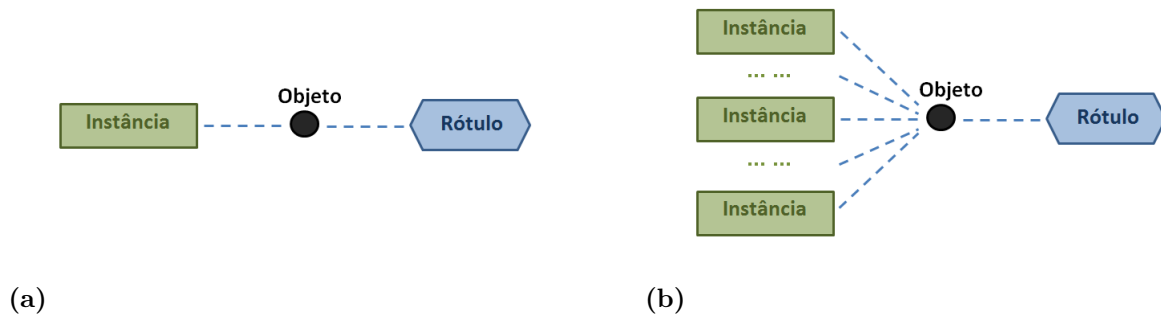 Objeto
Instância
Rótulo
(a)
Instância
... ...
Instância
Objeto
Rótulo
... ...
Instância
(b)